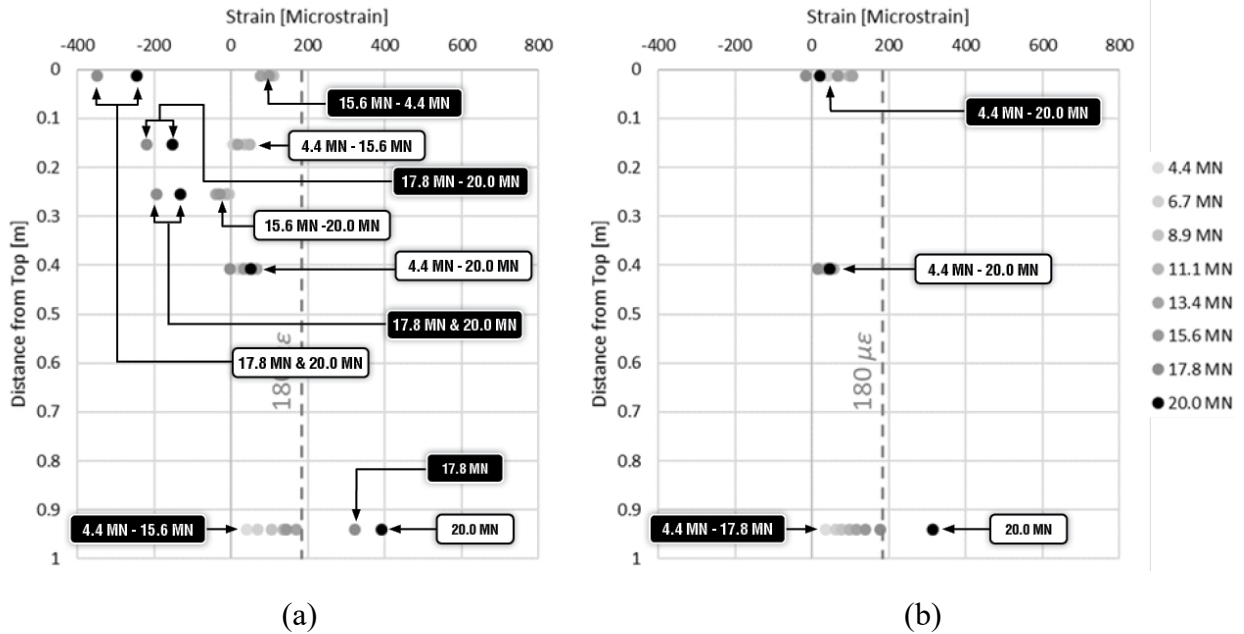 Strain [Microstrain]
-400 -200 0 200 400 600 800
Distance from Top [m]
0
0.1
0.2
0.3
0.4
0.5
0.6
0.7
0.8
0.9
1
15.6 MN - 4.4 MN
4.4 MN - 15.6 MN
17.8 MN - 20.0 MN
15.6 MN -20.0 MN
4.4 MN - 20.0 MN
17.8 MN & 20.0 MN
17.8 MN & 20.0 MN
17.8 MN
4.4 MN - 15.6 MN
20.0 MN
(a)
Strain [Microstrain]
-400 -200 0 200 400 600 800
Distance from Top [m]
0
0.1
0.2
0.3
0.4
0.5
0.6
0.7
0.8
0.9
1
4.4 MN - 20.0 MN
4.4 MN - 20.0 MN
180 με
4.4 MN - 17.8 MN
20.0 MN
(b)
4.4 MN
6.7 MN
8.9 MN
11.1 MN
13.4 MN
15.6 MN
17.8 MN
20.0 MN